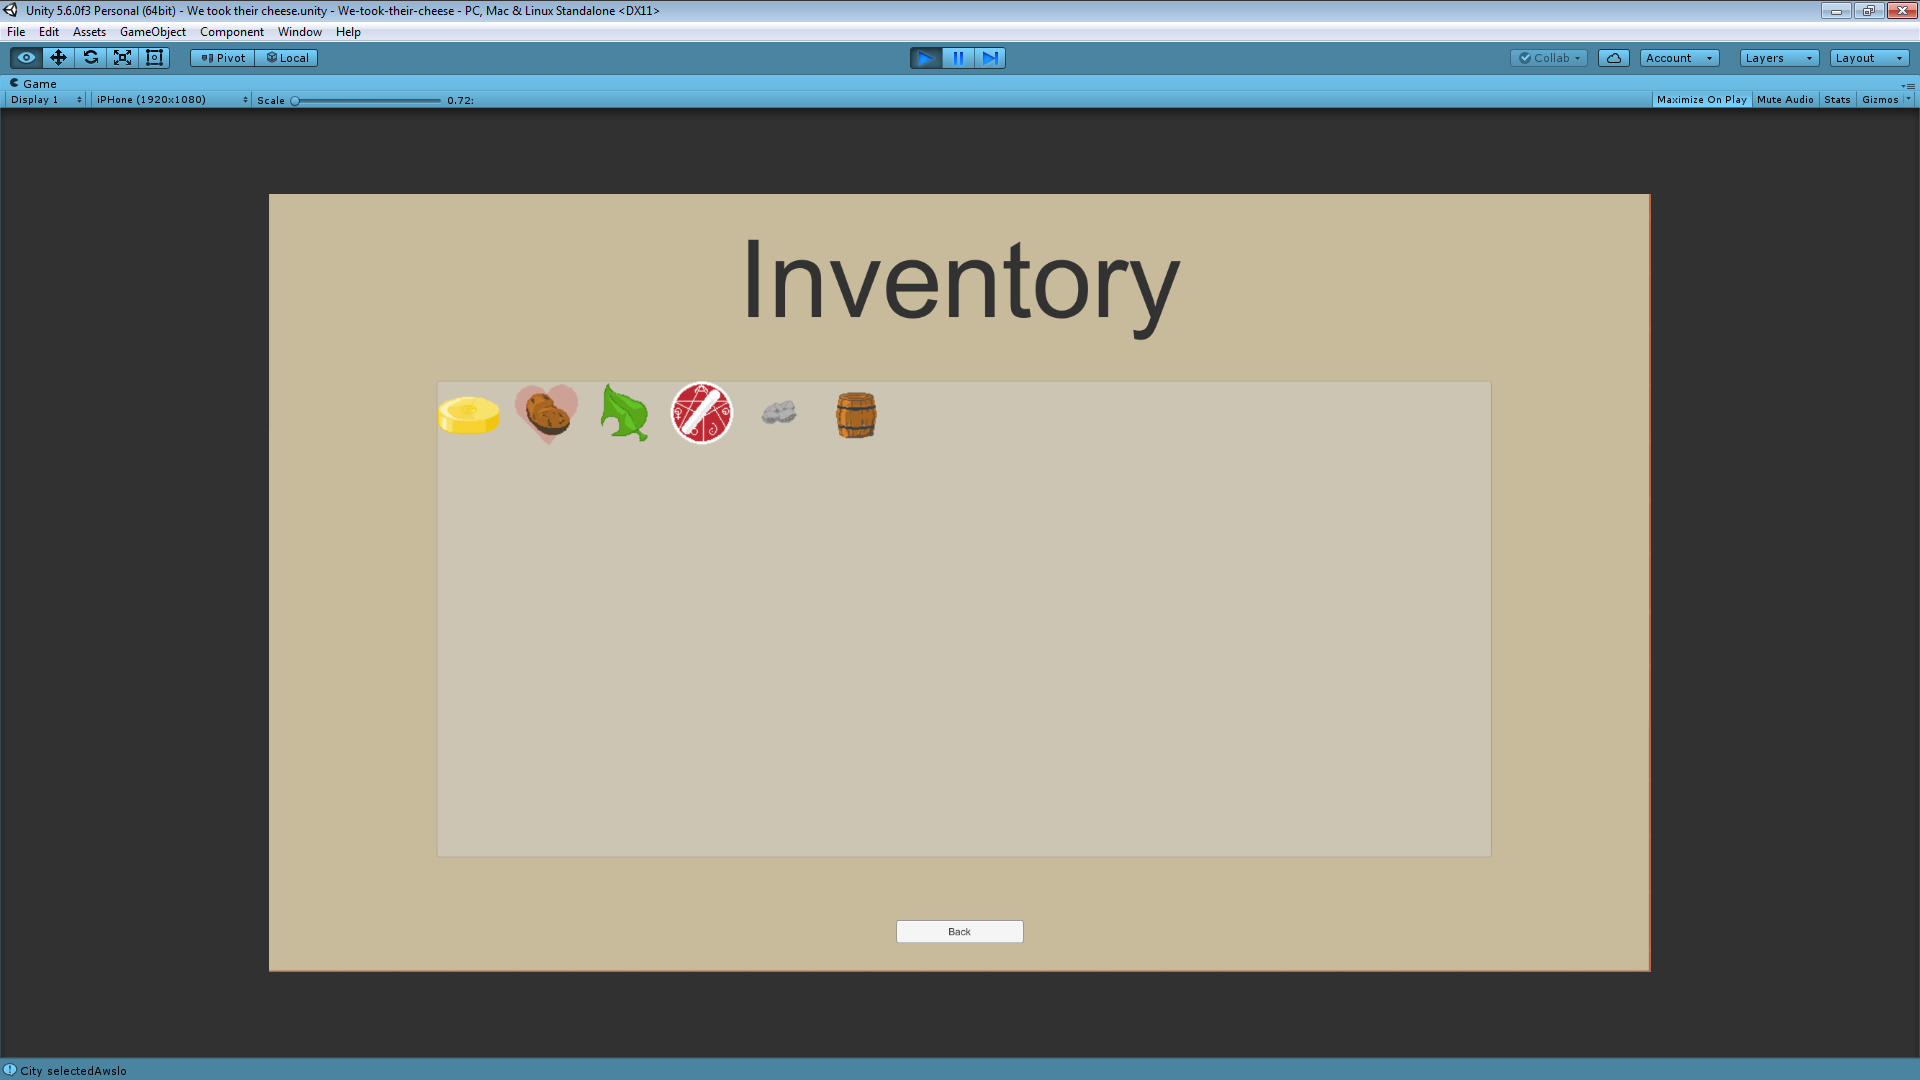 Unity 5.6.0f3 Personal (64bit) - We took their cheese.unity - We-took-their-cheese - PC, Mac & Linux Standalone <DX11>
File Edit Assets GameObject Component Window Help
Pivot Local Collab Account Layers Layout
Game
Display 1 iPHone (1920x1080) Scale 0.72: Maximize On Play Mute Audio Stats Gizmos
Inventory
Back
City selectedAwslo